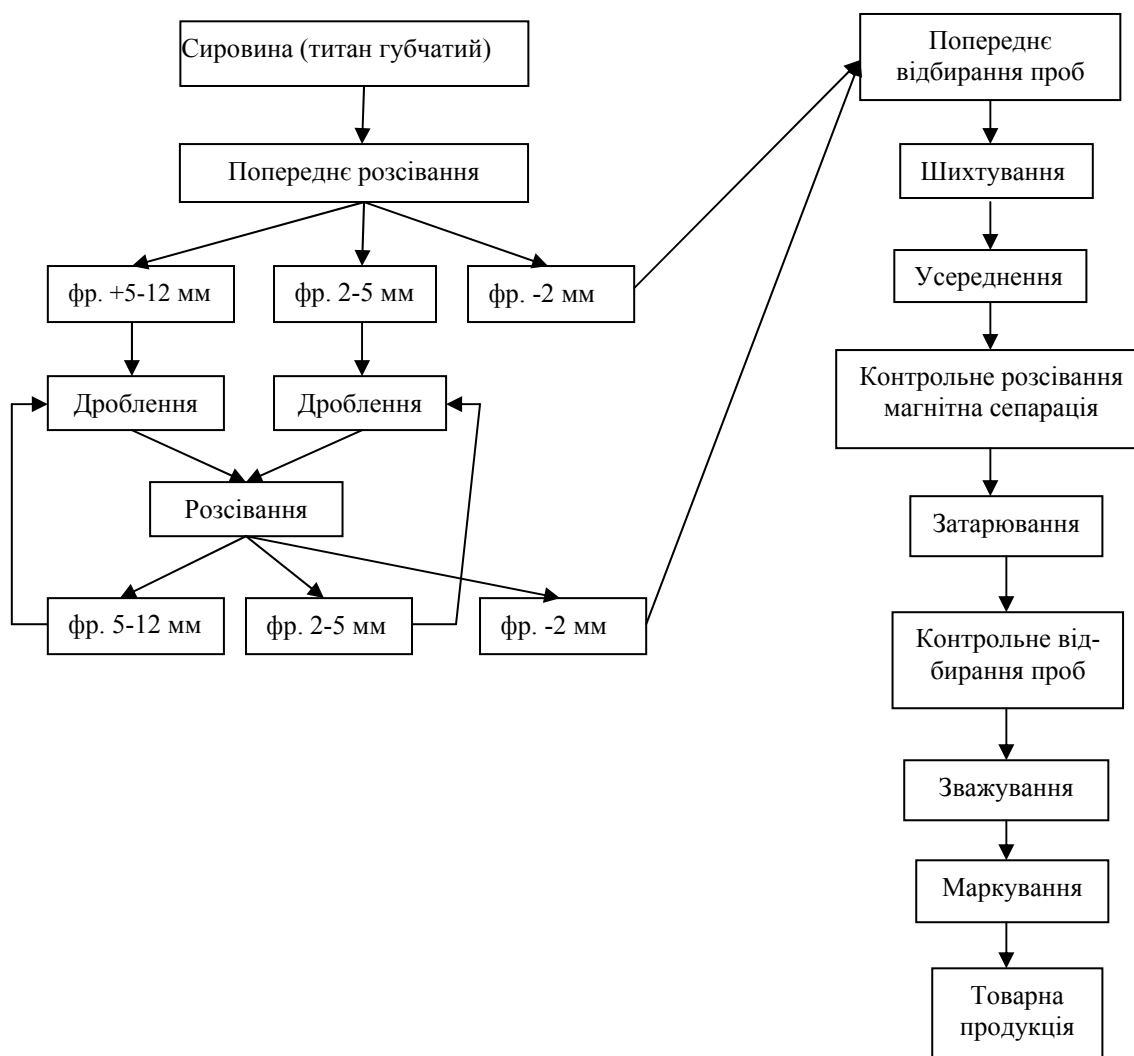 Сировина (титан губчатий)
Попереднє розсівання
фр. +5-12 мм
фр. 2-5 мм
фр. -2 мм
Дроблення
Дроблення
Розсівання
фр. 5-12 мм
фр. 2-5 мм
фр. -2 мм
Попереднє
відбирання проб
Шихтування
Усереднення
Контрольне розсівання
магнітна сепарація
Затарювання
Контрольне від-
бирання проб
Зважування
Маркування
Товарна
продукція